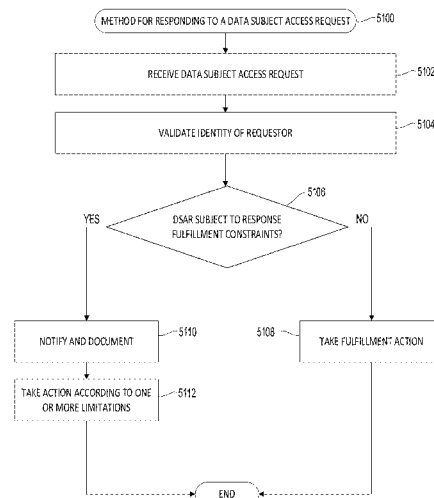 METHOD FOR RESPONDING TO A DATA SUBJECT ACCESS REQUEST
5100
RECEIVE DATA SUBJECT ACCESS REQUEST
5102
VALIDATE IDENTITY OF REQUESTOR
5104
5106
DSAR SUBJECT TO RESPONSE
FULFILLMENT CONSTRAINTS?
YES
NO
NOTIFY AND DOCUMENT
5110
5108
TAKE FULFILLMENT ACTION
TAKE ACTION ACCORDING TO ONE
OR MORE LIMITATIONS
5112
END